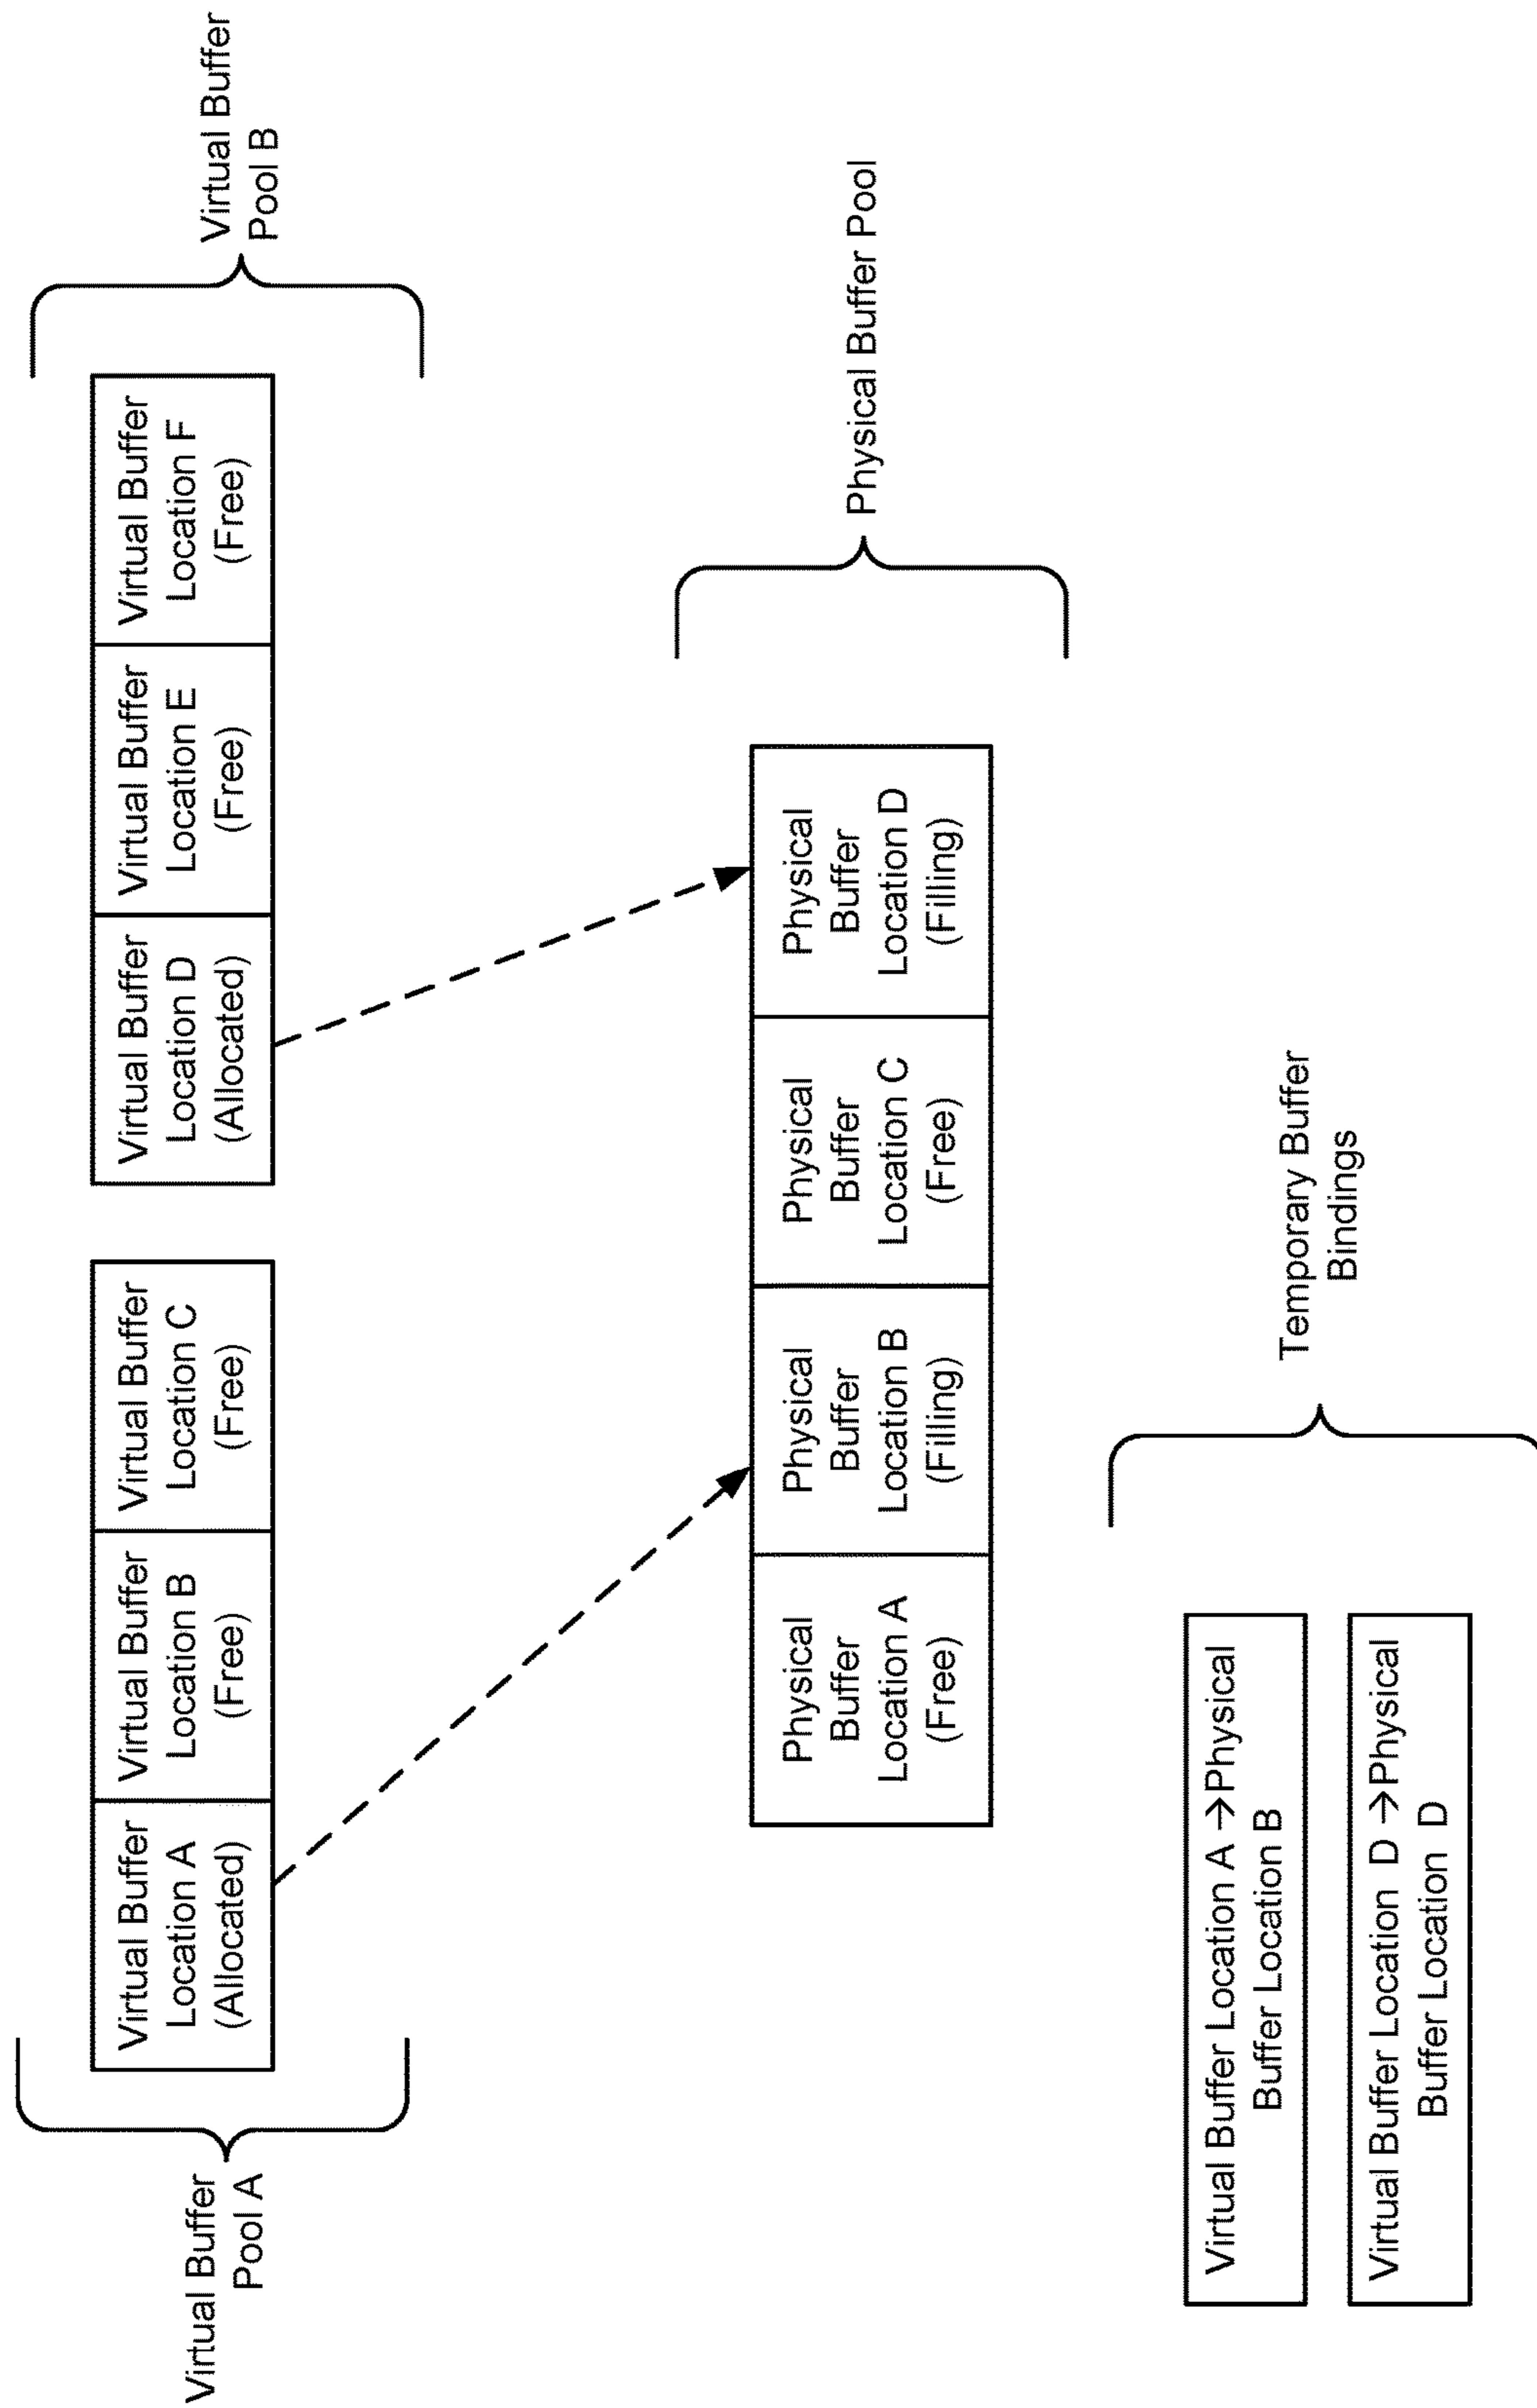 Virtual Buffer
Pool A
Virtual Buffer
Location A
(Allocated)
Virtual Buffer
Location B
(Free)
Virtual Buffer
Location C
(Free)
Virtual Buffer
Location D
(Allocated)
Virtual Buffer
Location E
(Free)
Virtual Buffer
Location F
(Free)
Virtual Buffer
Pool B
Physical
Buffer
Location A
(Free)
Physical
Buffer
Location B
(Filling)
Physical
Buffer
Location C
(Free)
Physical
Buffer
Location D
(Filling)
Physical Buffer Pool
Virtual Buffer Location A →Physical
Buffer Location B
Virtual Buffer Location D →Physical
Buffer Location D
Temporary Buffer
Bindings